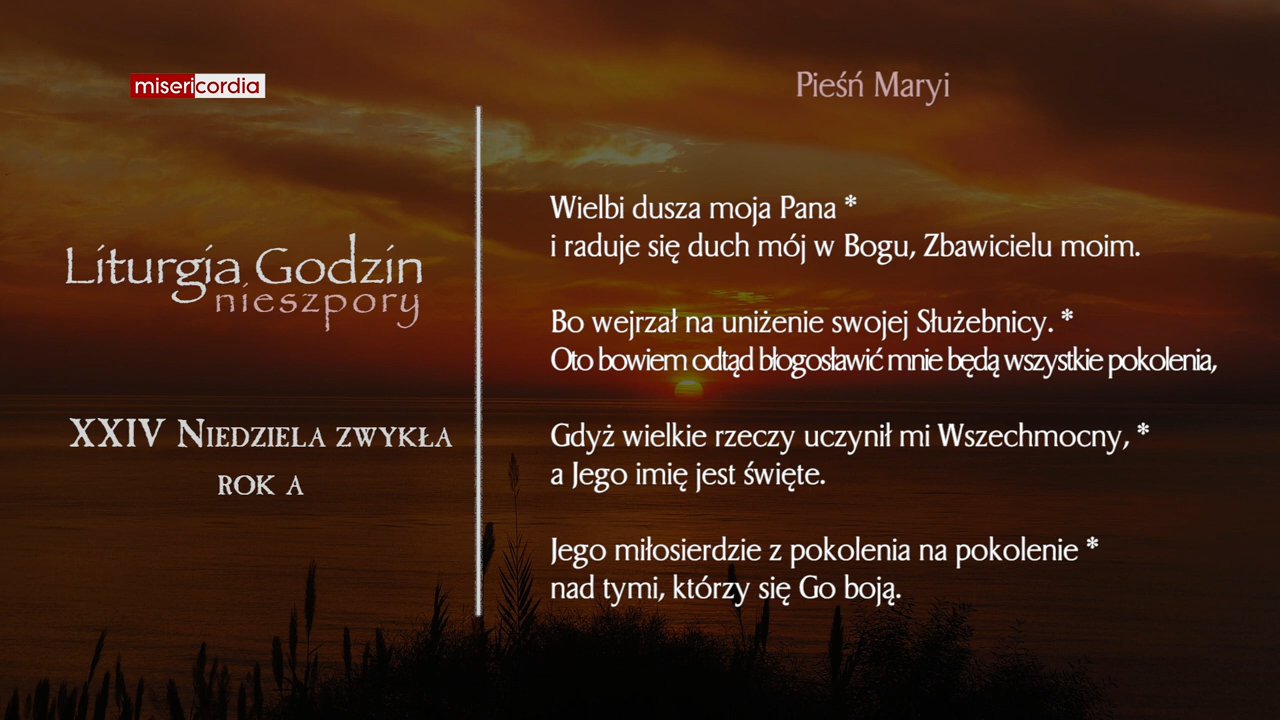 misericordia
Pieśń Maryi
Liturgia Godzin
nieszpory
XXIV Niedziela zwykła
rok A
Wielbi dusza moja Pana *
i raduje się duch mój w Bogu, Zbawicielu moim.
Bo wejrzał na uniżenie swojej Służebnicy. *
Oto bowiem odtąd błogosławić mnie będą wszystkie pokolenia,
Gdyż wielkie rzeczy uczynił mi Wszechmocny, *
a Jego imię jest święte.
Jego miłosierdzie z pokolenia na pokolenie *
nad tymi, którzy się Go boją.